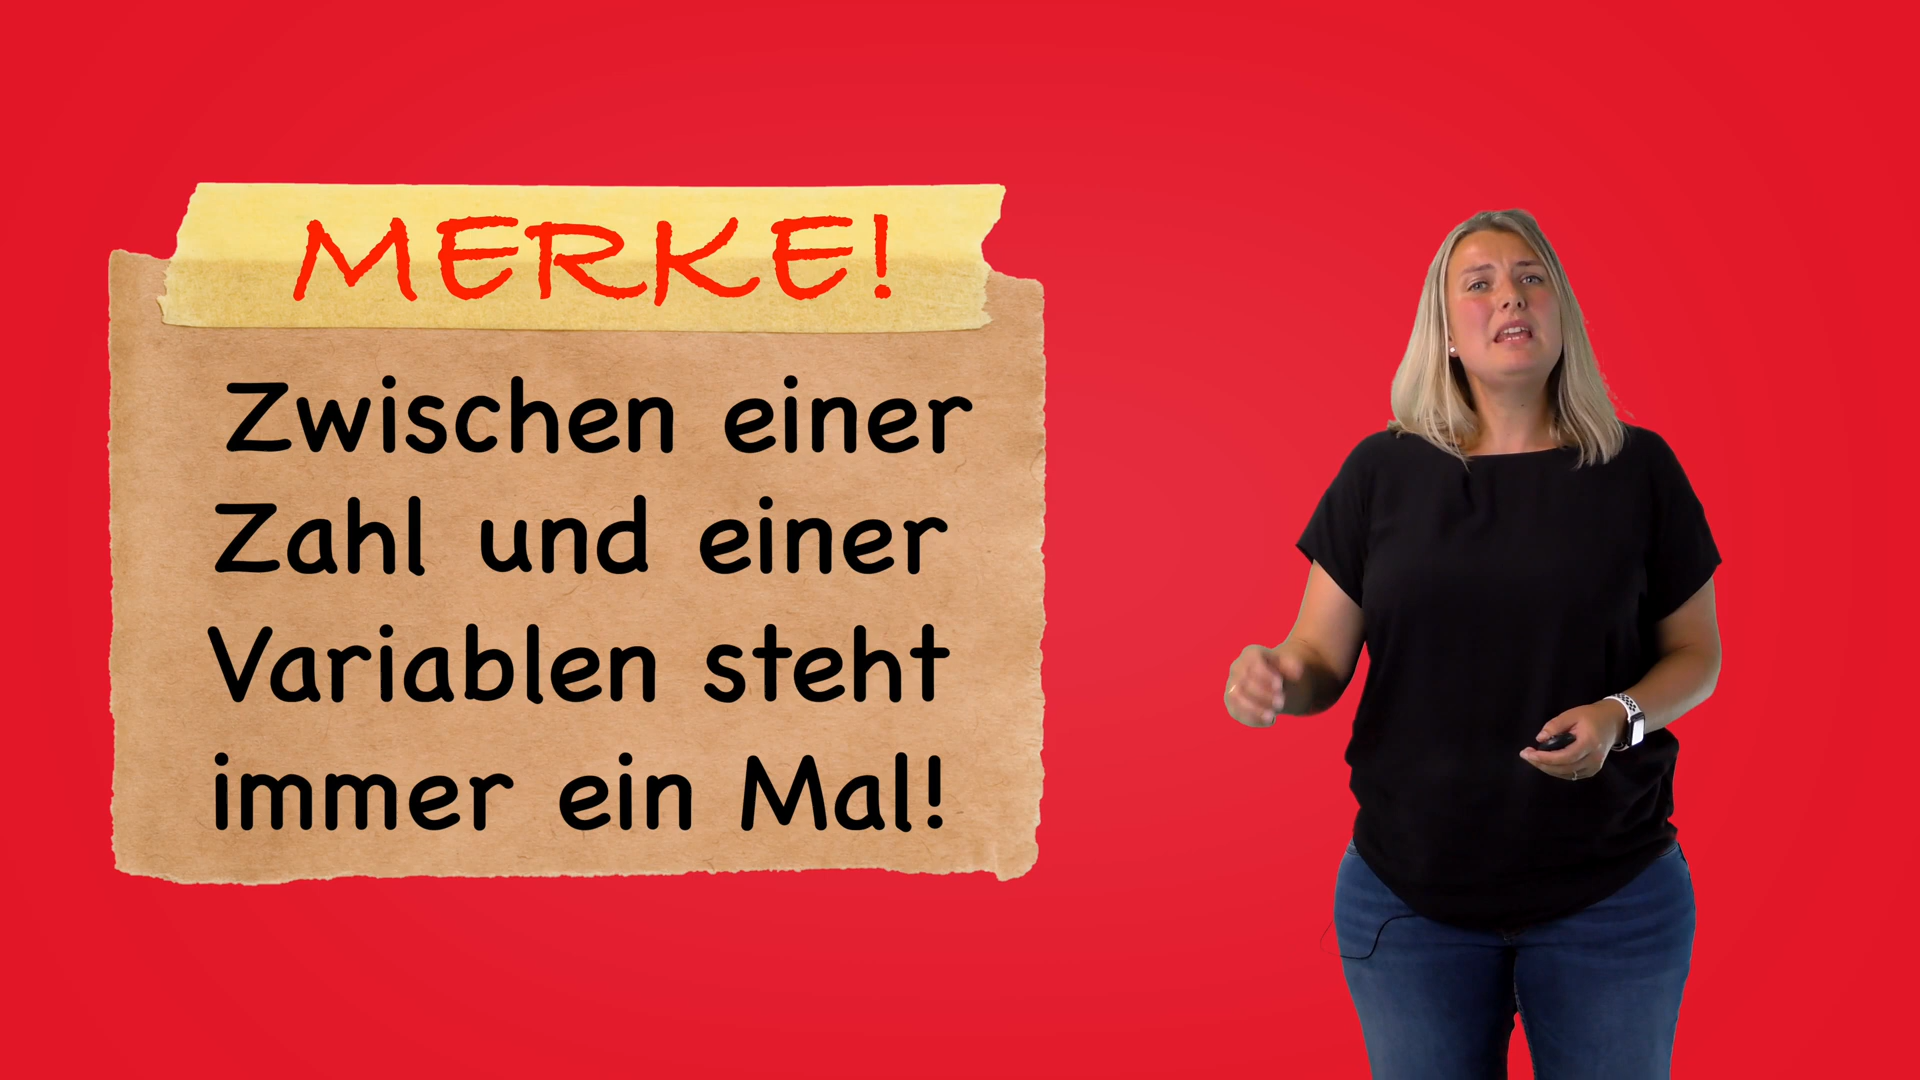 MERKE!
Zwischen einer
Zahl und einer
Variablen steht
immer ein Mal!